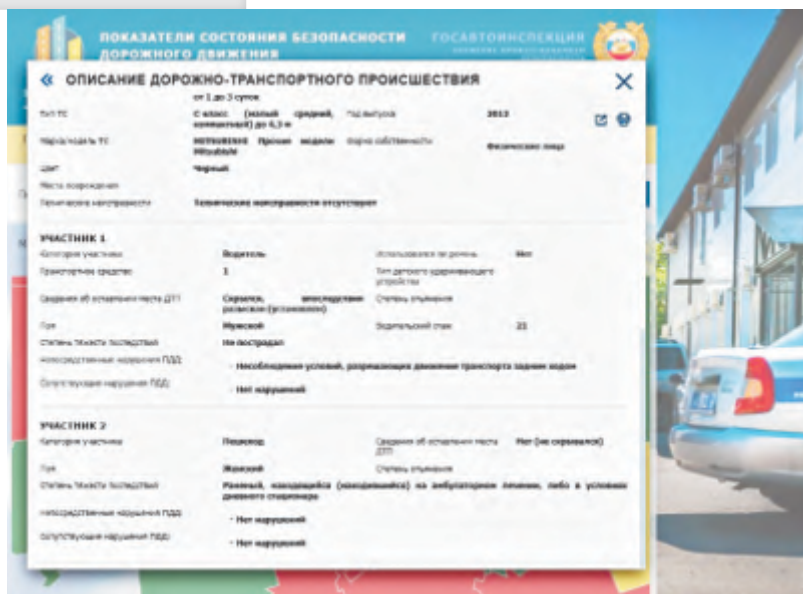 ПОКАЗАТЕЛИ СОСТОЯНИЯ БЕЗОПАСНОСТИ
ДОРОЖНОГО ДВИЖЕНИЯ
ГОСАВТОИНСПЕКЦИЯ
« ОПИСАНИЕ ДОРОЖНО-ТРАНСПОРТНОГО ПРОИСШЕСТВИЯ
от 1 до 3 суток
Тип ТС С-класс (малый средний, компактный) до 4,3 м Год выпуска 2012
Марка/модель ТС MITSUBISHI Прочие модели Mitsubishi Форма собственности Физические лица
Цвет Черный
Места повреждения
Технические неисправности Технические неисправности отсутствуют
УЧАСТНИК 1
Категория участника Водитель Использовался ли ремень Нет
Транспортное средство 1 Тип детского удерживающего устройства
Сведения об оставлении места ДТП Скрылся, впоследствии разыскан (установлен) Степень опьянения
Пол Мужской Водительский стаж 21
Степень тяжести последствий Не пострадал
Непосредственные нарушения ПДД: - Несоблюдение условий, разрешающих движение транспорта задним ходом
Сопутствующие нарушения ПДД: - Нет нарушений
УЧАСТНИК 2
Категория участника Пешеход Сведения об оставлении места ДТП Нет (не скрывался)
Пол Женский Степень опьянения
Степень тяжести последствий Раненый, находящийся (находившийся) на амбулаторном лечении, либо в условиях дневного стационара
Непосредственные нарушения ПДД: - Нет нарушений
Сопутствующие нарушения ПДД: - Нет нарушений